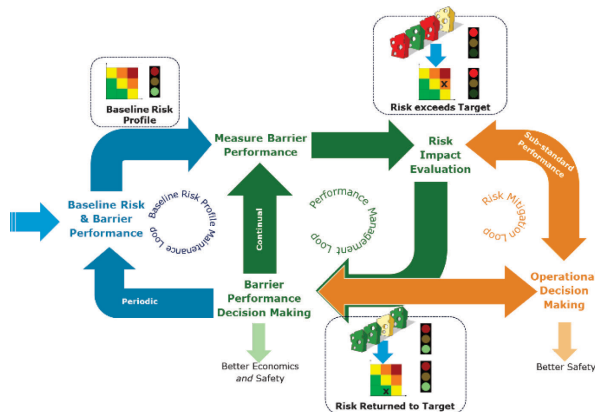 Baseline Risk
Profile
Risk exceeds Target
Measure Barrier
Performance
Risk
Impact
Evaluation
Sub-standard
Performance
Baseline Risk
& Barrier
Performance
Baseline Risk Profile
Maintenance Loop
Continual
Performance
Management
Loop
Risk Mitigation
Loop
Periodic
Barrier
Performance
Decision Making
Operational
Decision
Making
Better Economics
and Safety
X
X
Risk Returned to Target
Better Safety